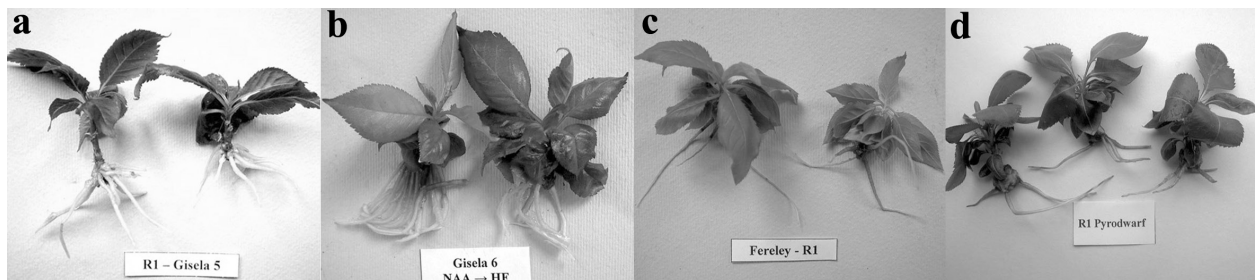 a
R1 – Gisela 5
b
Gisela 6
NAA → HF
c
Fereley - R1
d
R1 Pyrodwarf